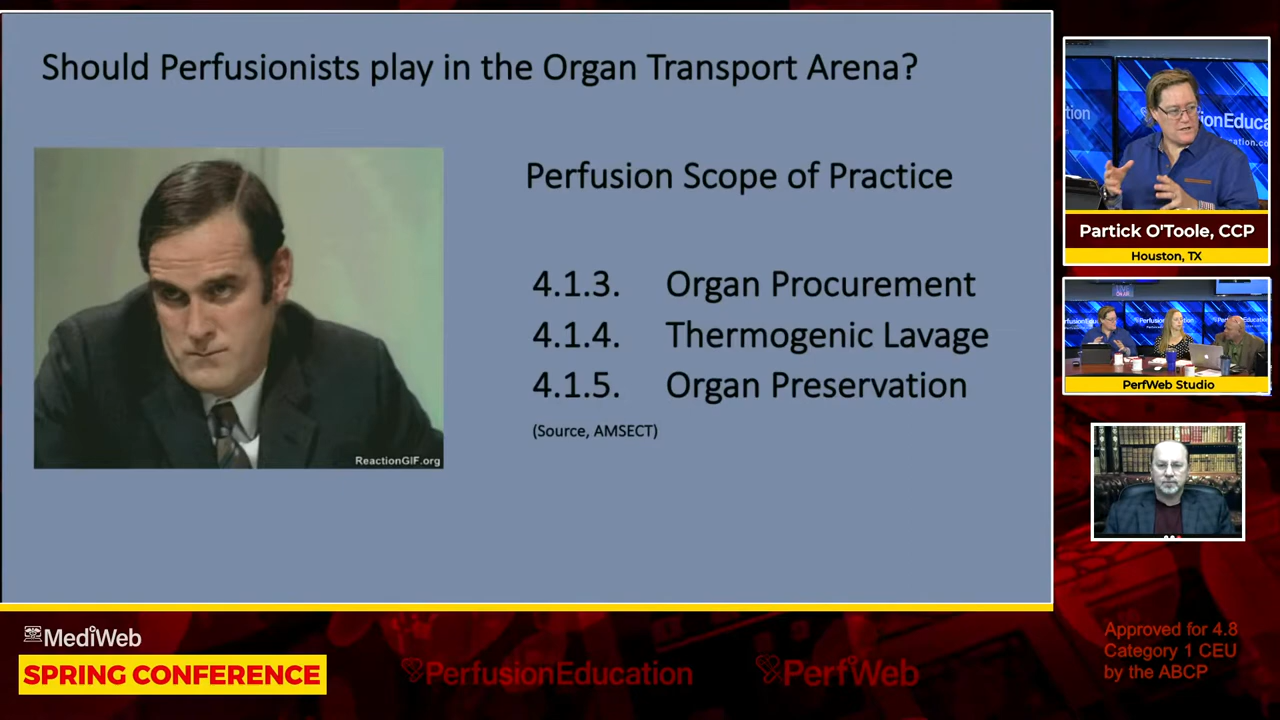 Should Perfusionists play in the Organ Transport Arena?
Perfusion Scope of Practice
4.1.3. Organ Procurement
4.1.4. Thermogenic Lavage
4.1.5. Organ Preservation
(Source, AMSECT)
ReactionGIF.org
Partick O'Toole, CCP
Houston, TX
PerfWeb Studio
MediWeb
SPRING CONFERENCE
PerfusionEducation
PerfWeb
Approved for 4.8
Category 1 CEU
by the ABCP